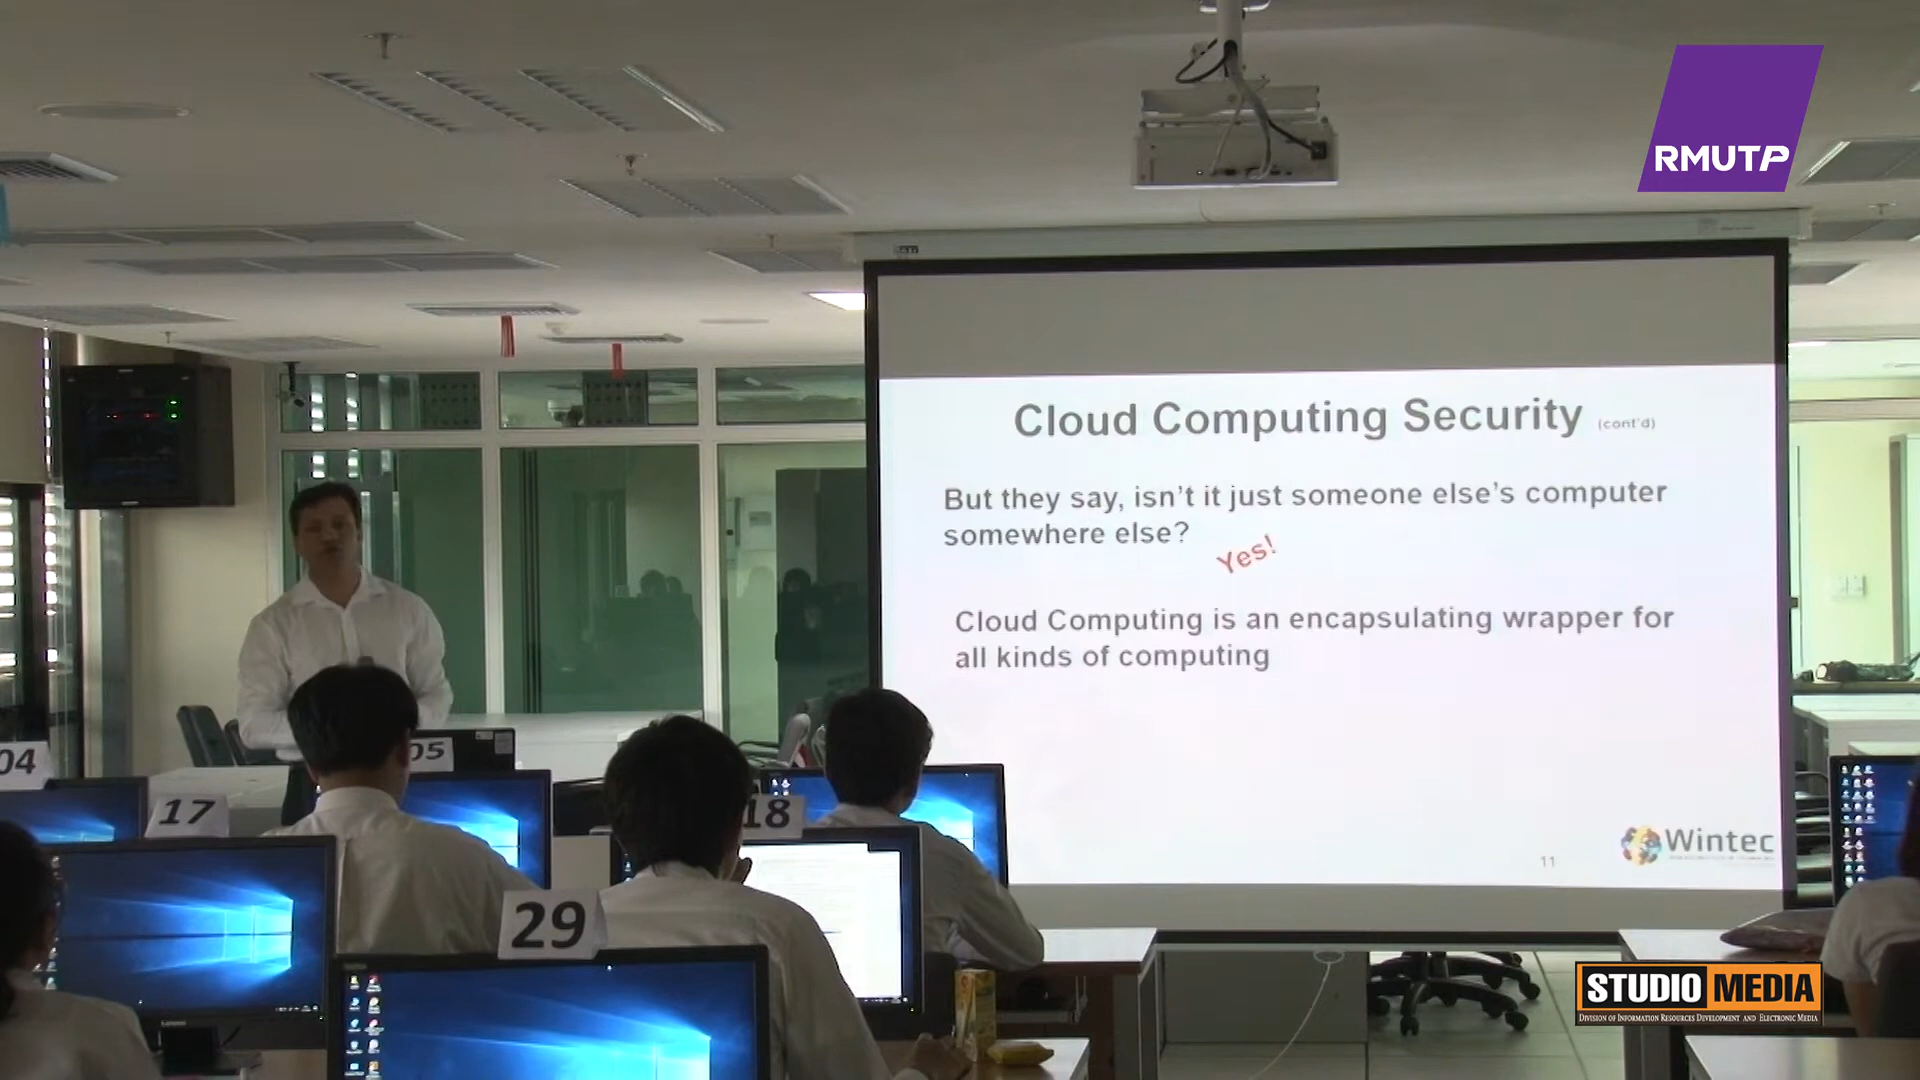 RMUTP
Cloud Computing Security (cont'd)
But they say, isn't it just someone else's computer
somewhere else?
Yes!
Cloud Computing is an encapsulating wrapper for
all kinds of computing
11
Wintec
04
05
17
18
29
STUDIO MEDIA
DIVISION OF INFORMATION RESOURCES DEVELOPMENT AND ELECTRONIC MEDIA